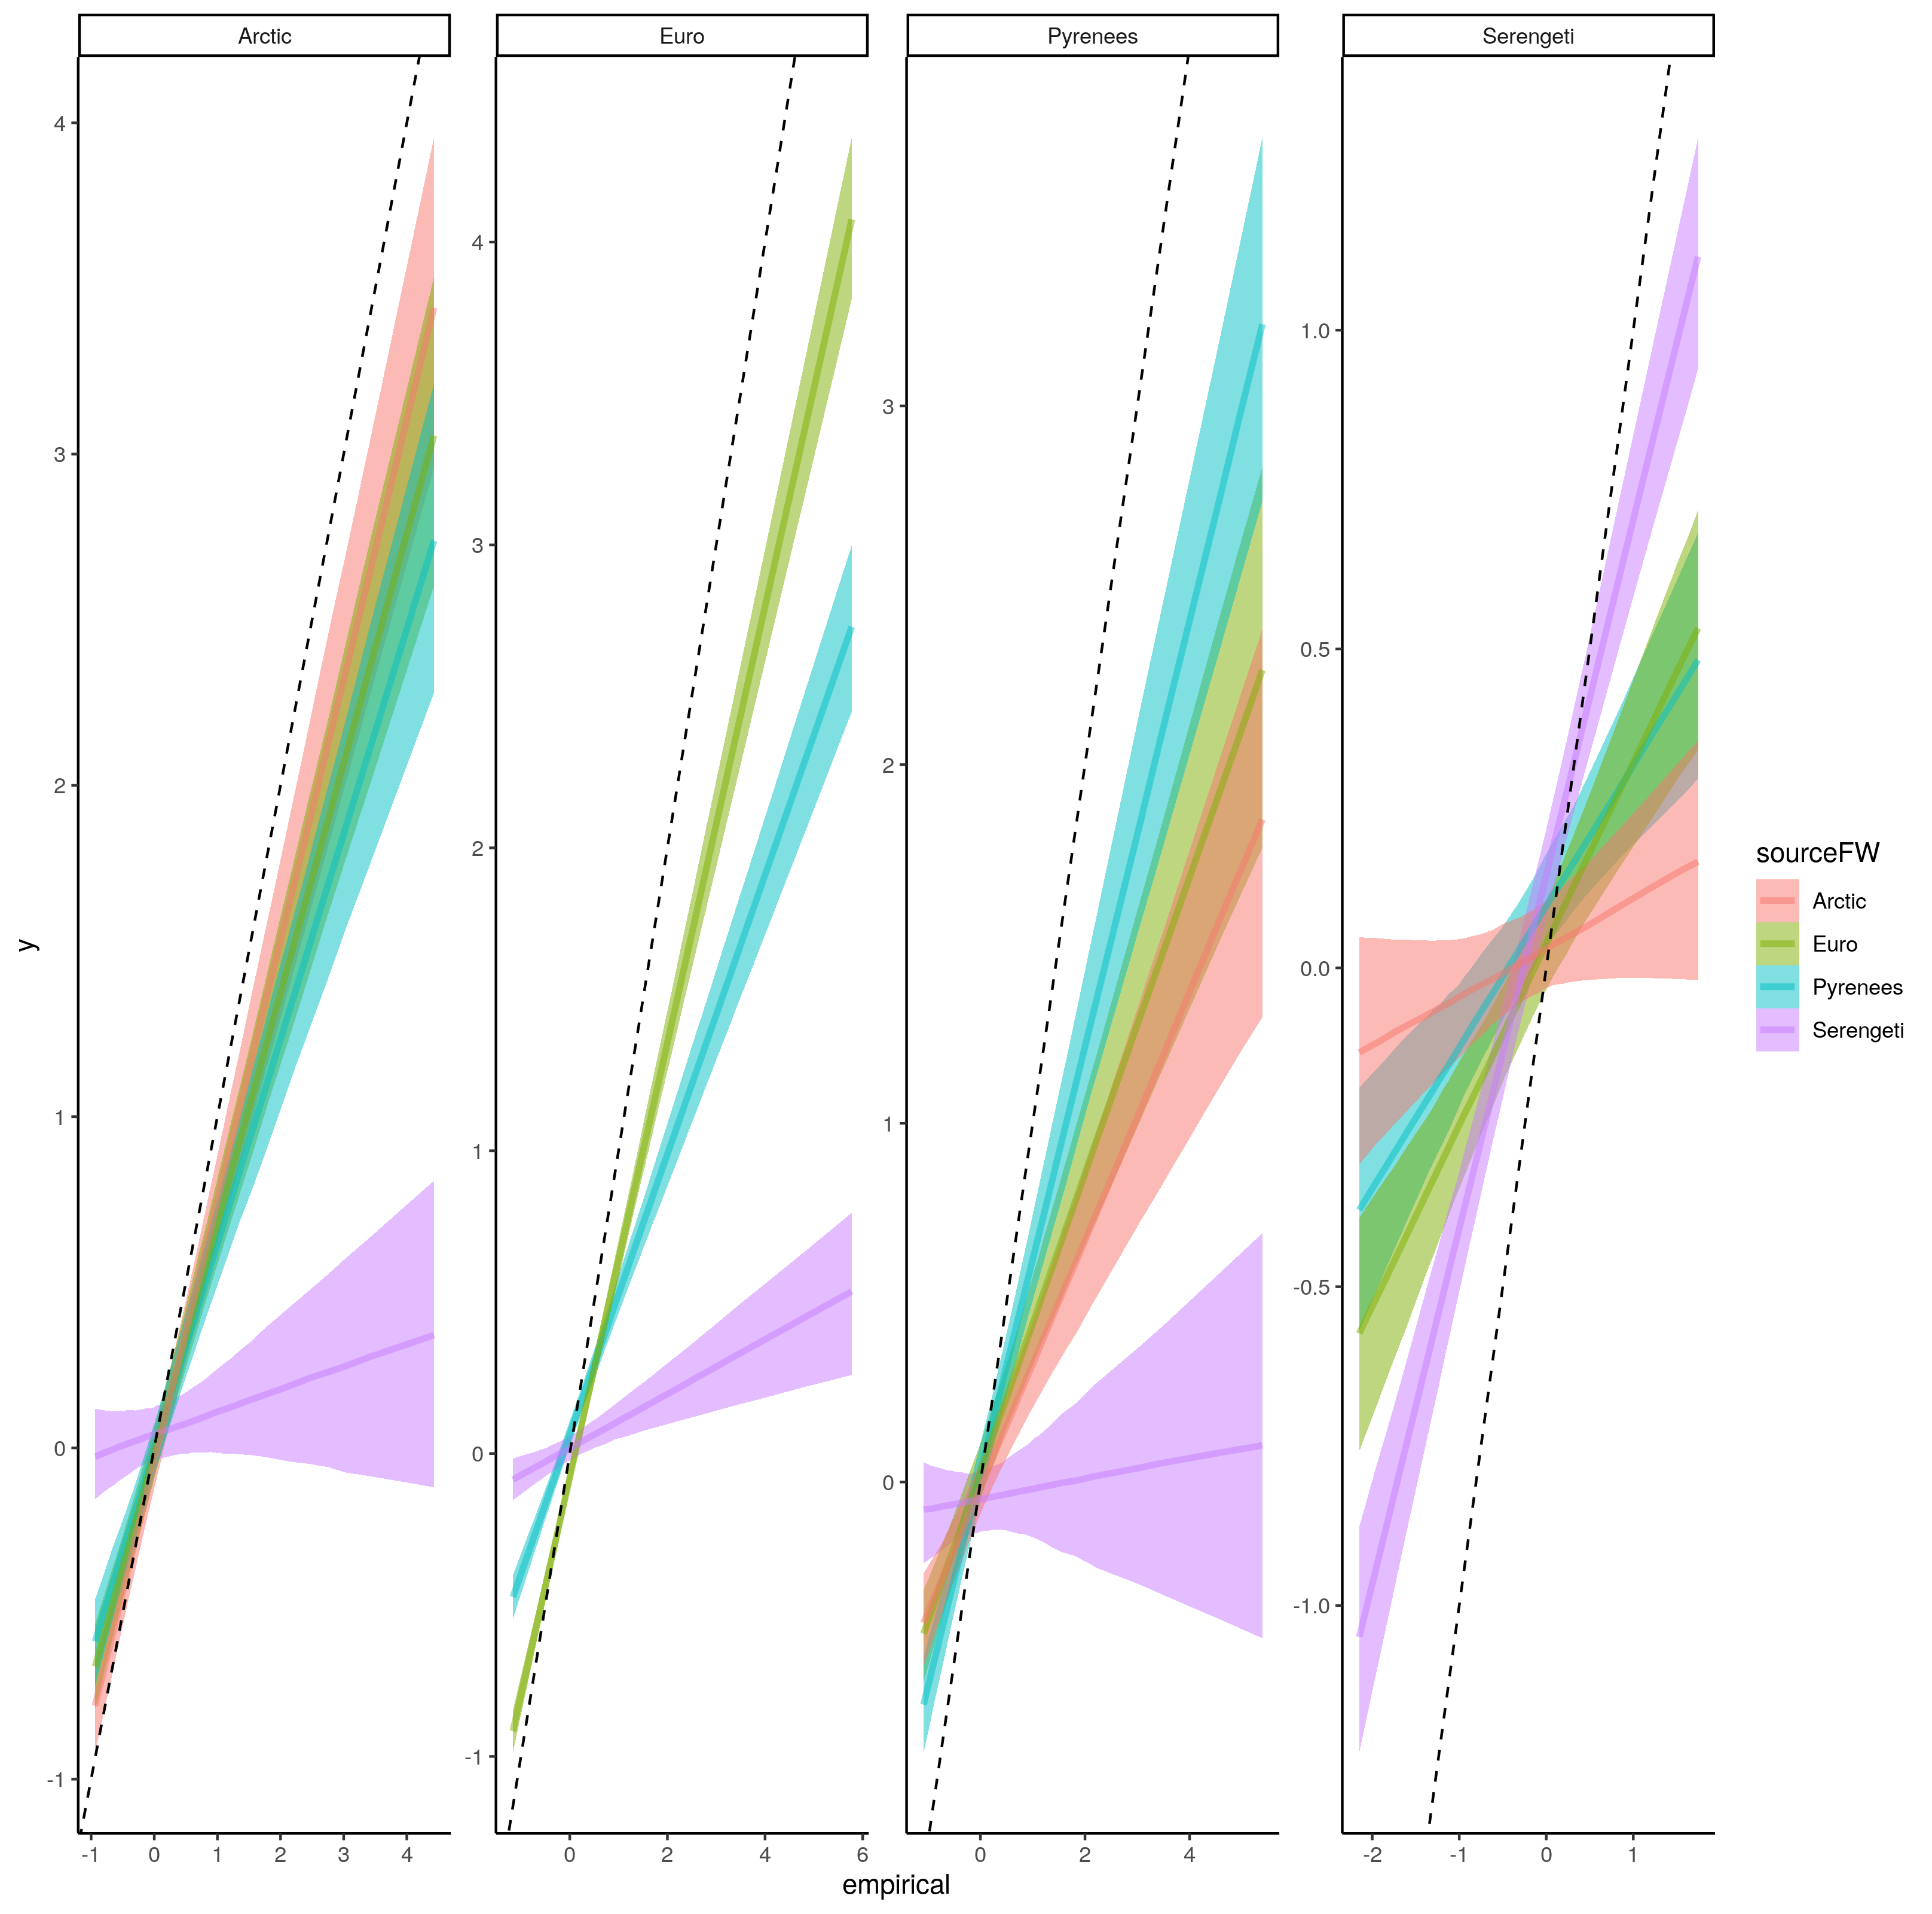 Arctic Euro Pyrenees Serengeti
4
3
2
1
0
-1
4
3
2
1
0
-1
3
2
1
0
1.0
0.5
0.0
-0.5
-1.0
-1 0 1 2 3 4
0 2 4 6
0 2 4
-2 -1 0 1
y
empirical
sourceFW
Arctic
Euro
Pyrenees
Serengeti